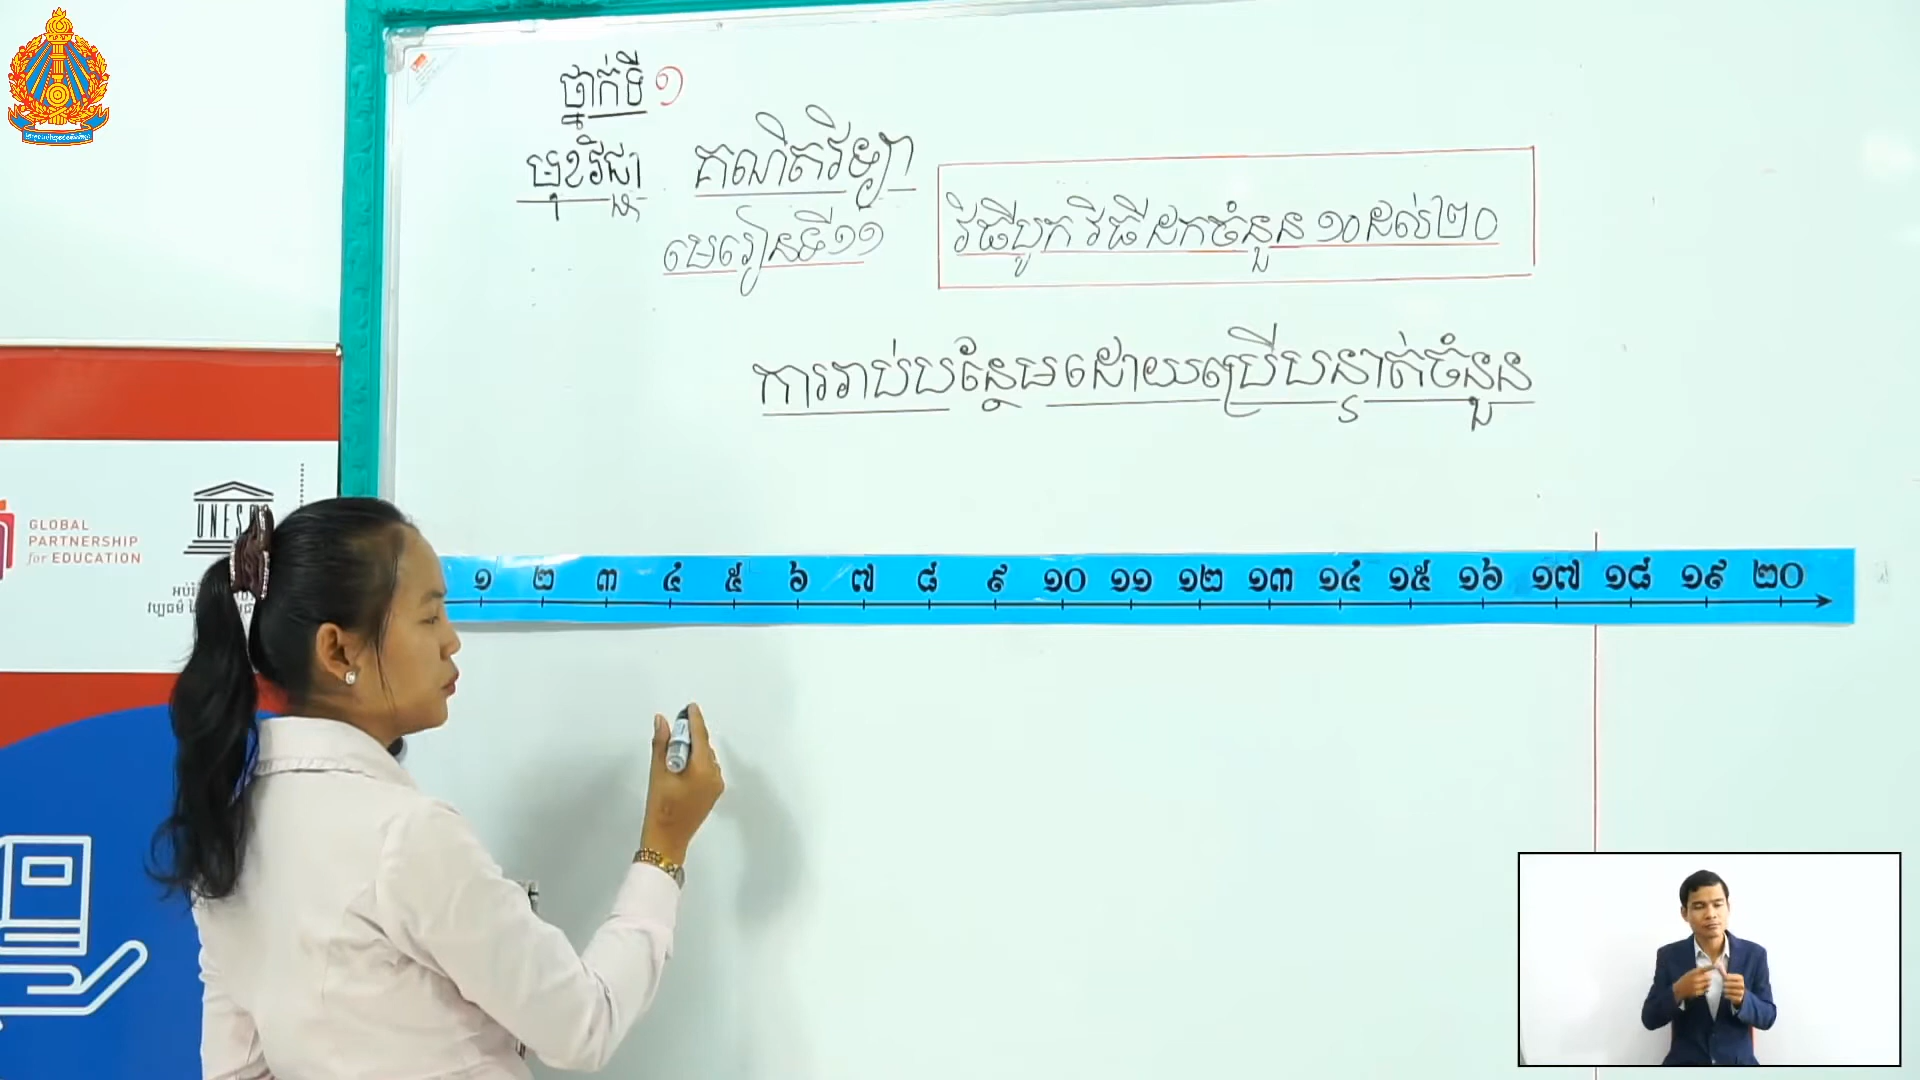 ថ្នាក់ទី ១
មុខវិជ្ជា គណិតវិទ្យា
មេរៀនទី១១
វិធីបូក វិធីដកចំនួន ១០ដល់២០
ការរាប់បន្ថែមដោយប្រើបន្ទាត់ចំនួន
១ ២ ៣ ៤ ៥ ៦ ៧ ៨ ៩ ១០ ១១ ១២ ១៣ ១៤ ១៥ ១៦ ១៧ ១៨ ១៩ ២០
GLOBAL
PARTNERSHIP
for EDUCATION